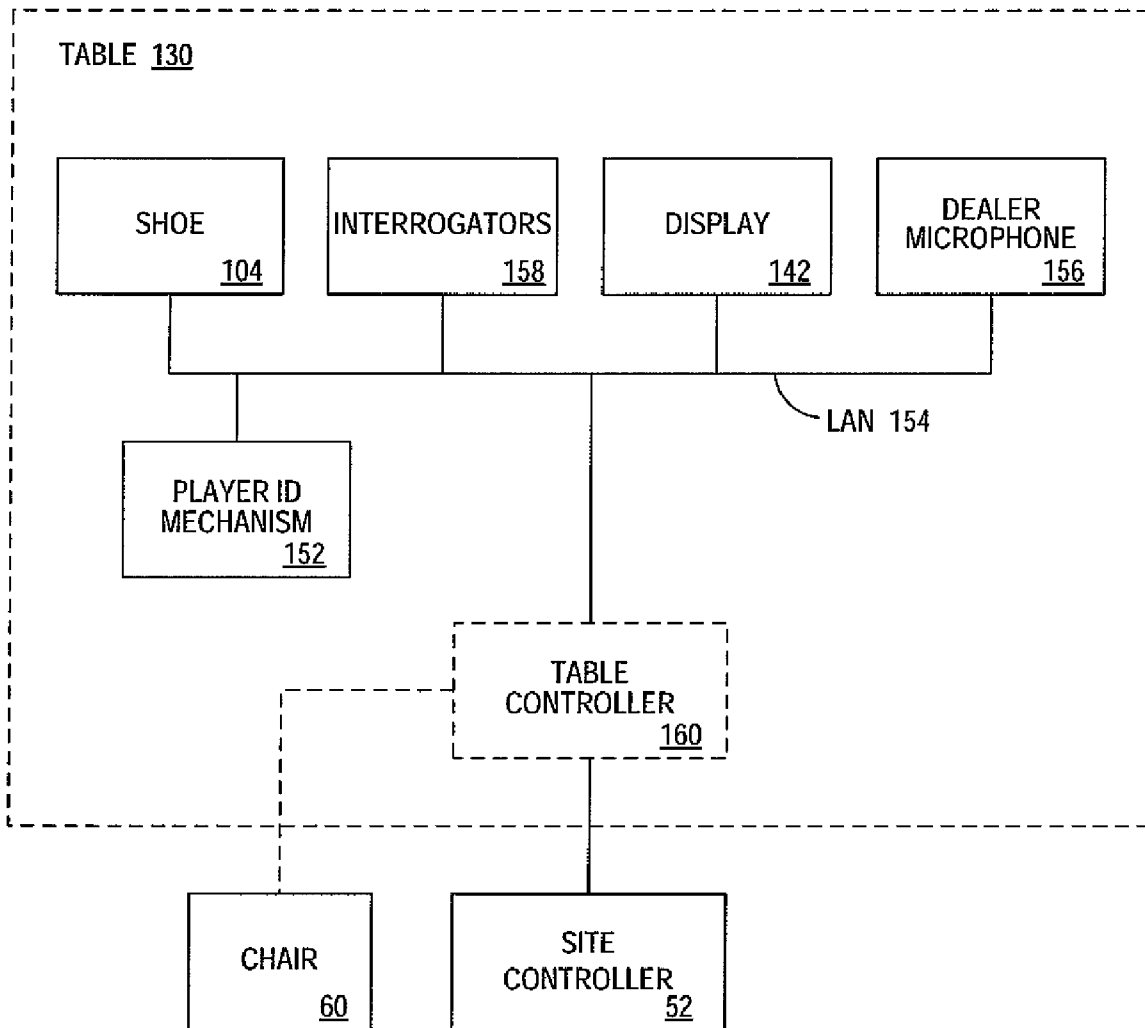 TABLE 130
SHOE
104
INTERROGATORS
158
DISPLAY
142
DEALER
MICROPHONE
156
LAN 154
PLAYER ID
MECHANISM
152
TABLE
CONTROLLER
160
CHAIR
60
SITE
CONTROLLER
52